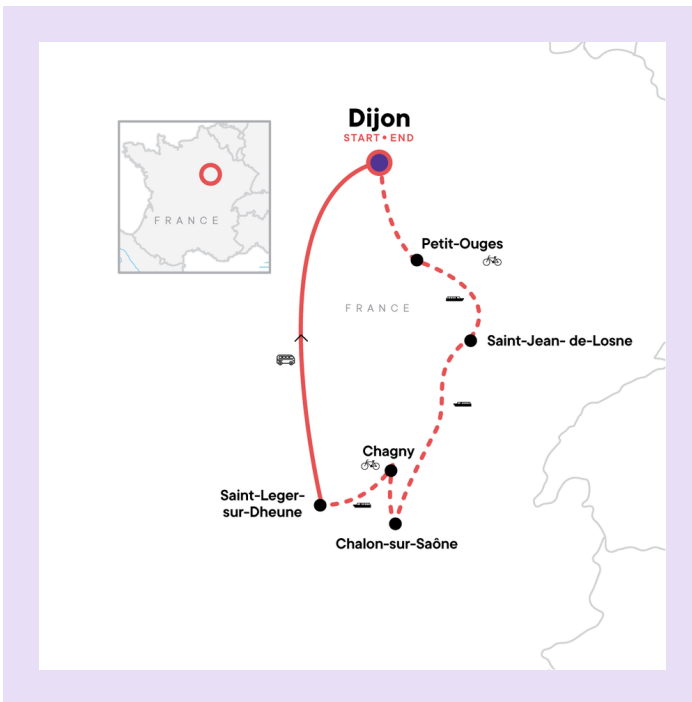 Dijon
START • END
FRANCE
Petit-Ouges
FRANCE
Saint-Jean- de-Losne
Chagny
Saint-Leger-
sur-Dheune
Chalon-sur-Saône